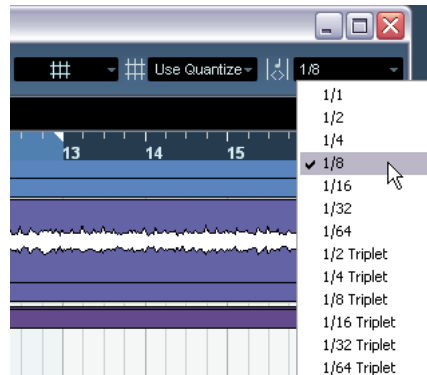 Use Quantize 1/8
1/1
1/2
1/4
13 14 15
1/8
1/16
1/32
1/64
1/2 Triplet
1/4 Triplet
1/8 Triplet
1/16 Triplet
1/32 Triplet
1/64 Triplet